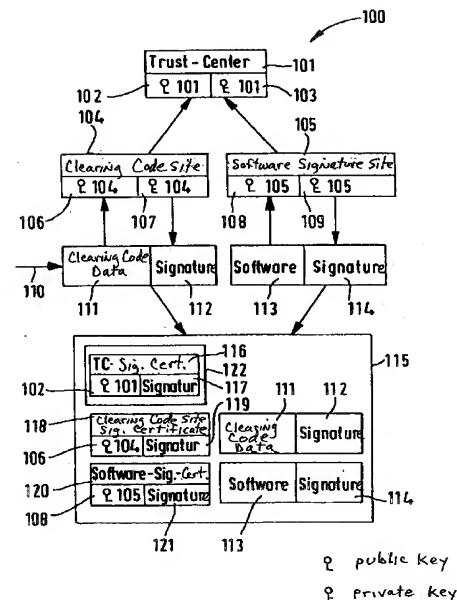 100
Trust-Center
101
102
101
101
103
104
105
Clearing Code Site
104
104
Software Signature Site
105
105
106
107
108
109
110
Clearing Code Data
Signature
Software
Signature
111
112
113
114
115
116
TC-Sig. Cert.
122
102
101
Signatur
117
118
Clearing Code Site
Sig. Certificate
119
106
104
Signatur
111
112
Clearing
Code
Data
Signature
120
Software-Sig.-Cert.
108
105
Signature
Software
Signature
121
113
114
public key
private key